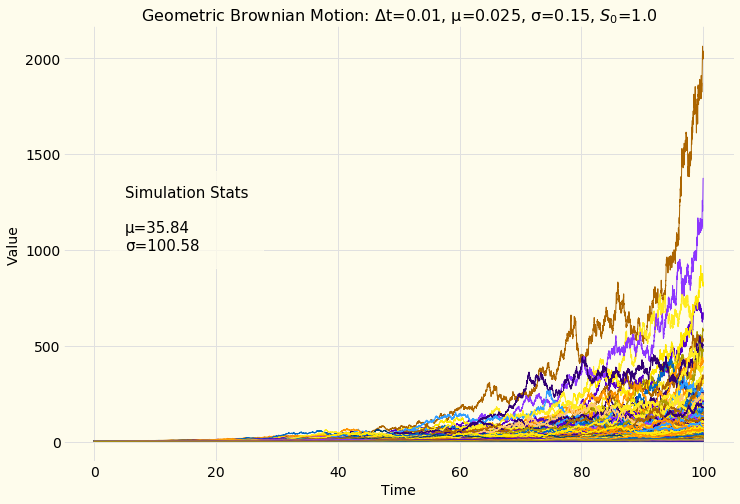 Geometric Brownian Motion: Δt=0.01, μ=0.025, σ=0.15, S₀=1.0
2000
1500
1000
500
0
Value
Simulation Stats
μ=35.84
σ=100.58
0 20 40 60 80 100
Time